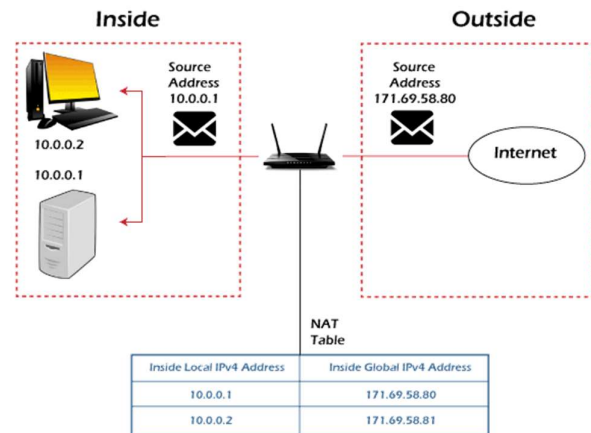 Inside
Outside
Source
Address
10.0.0.1
Source
Address
171.69.58.80
10.0.0.2
10.0.0.1
Internet
NAT
Table
Inside Local IPv4 Address
Inside Global IPv4 Address
10.0.0.1
171.69.58.80
10.0.0.2
171.69.58.81